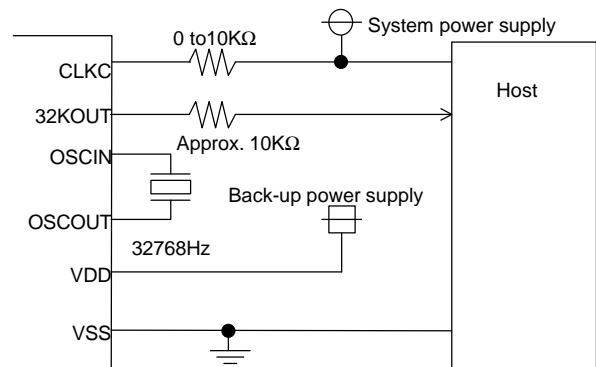 0 to10KΩ
System power supply
CLKC
Host
32KOUT
Approx. 10KΩ
OSCIN
Back-up power supply
OSCOUT
32768Hz
VDD
VSS